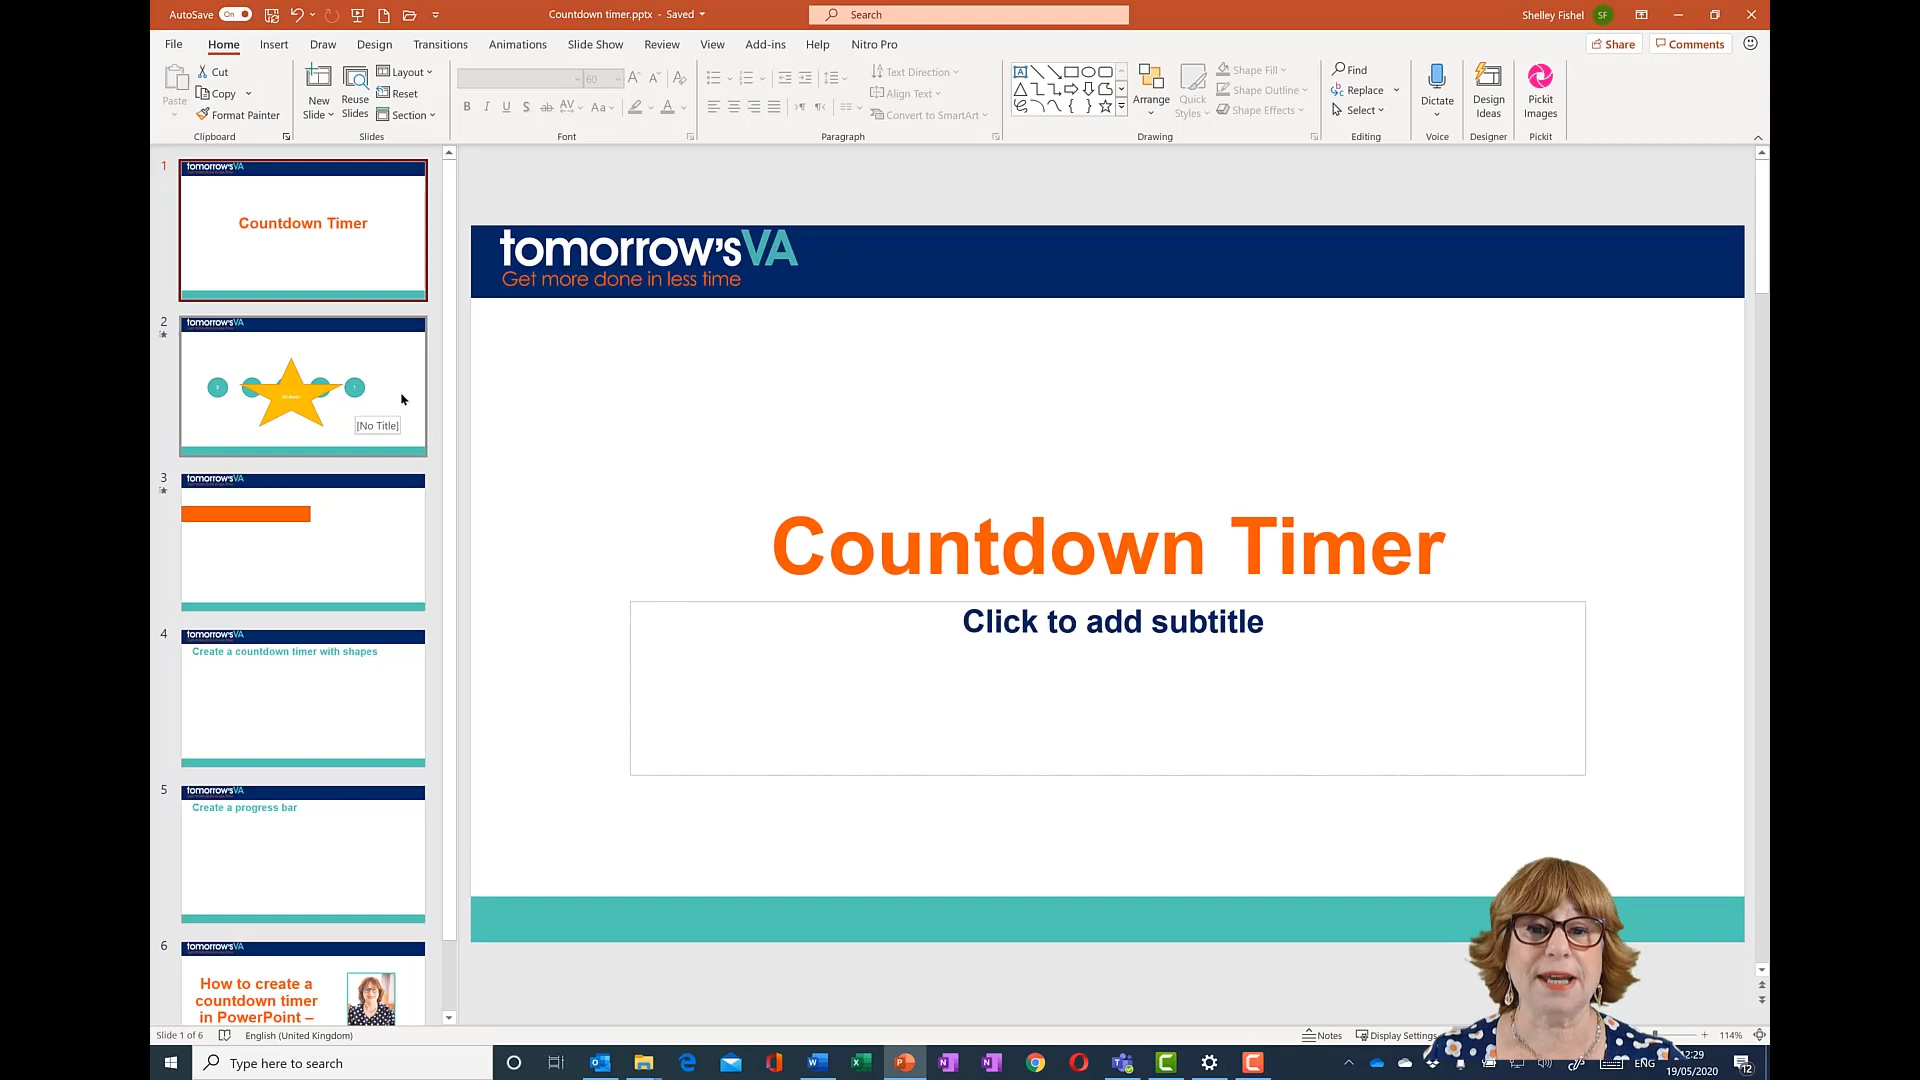 AutoSave On
Countdown timer.pptx - Saved
Search
Shelley Fishel SF
File Home Insert Draw Design Transitions Animations Slide Show Review View Add-ins Help Nitro Pro
Share Comments
Paste
Cut
Copy
Format Painter
Clipboard
New Slide
Reuse Slides
Layout
Reset
Section
Slides
60
Font
Text Direction
Align Text
Convert to SmartArt
Paragraph
Arrange
Quick Styles
Shape Fill
Shape Outline
Shape Effects
Drawing
Find
Replace
Select
Editing
Dictate
Voice
Design Ideas
Designer
Pickit Images
Pickit
1
tomorrow'sVA
Countdown Timer
2
tomorrow'sVA
[No Title]
3
tomorrow'sVA
4
tomorrow'sVA
Create a countdown timer with shapes
5
tomorrow'sVA
Create a progress bar
6
tomorrow'sVA
How to create a
countdown timer
in PowerPoint –
tomorrow'sVA
Get more done in less time
Countdown Timer
Click to add subtitle
Slide 1 of 6 English (United Kingdom)
Notes Display Settings 114%
Type here to search
ENG
12:29
19/05/2020
12